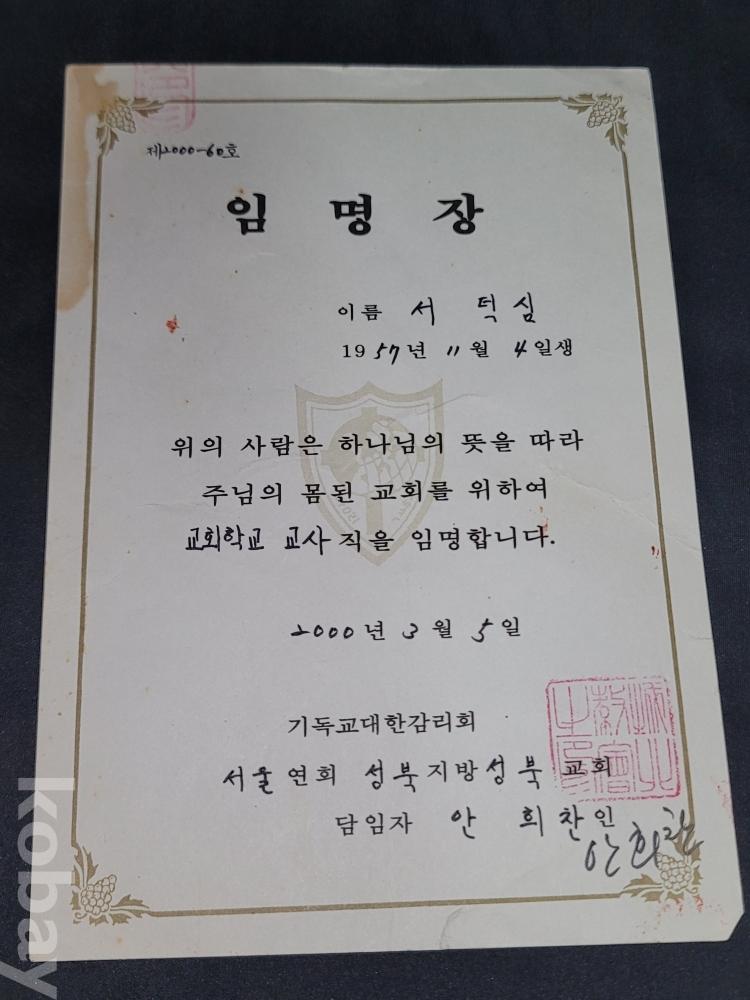 제2000-60호
임 명 장
이름 서 덕 심
1957년 11월 4일생
위의 사람은 하나님의 뜻을 따라
주님의 몸된 교회를 위하여
교회학교 교사 직을 임명합니다.
2000년 3월 5일
기독교대한감리회
서울연회 성북지방성북교회
담임자 안 희찬인
안희찬
kobay